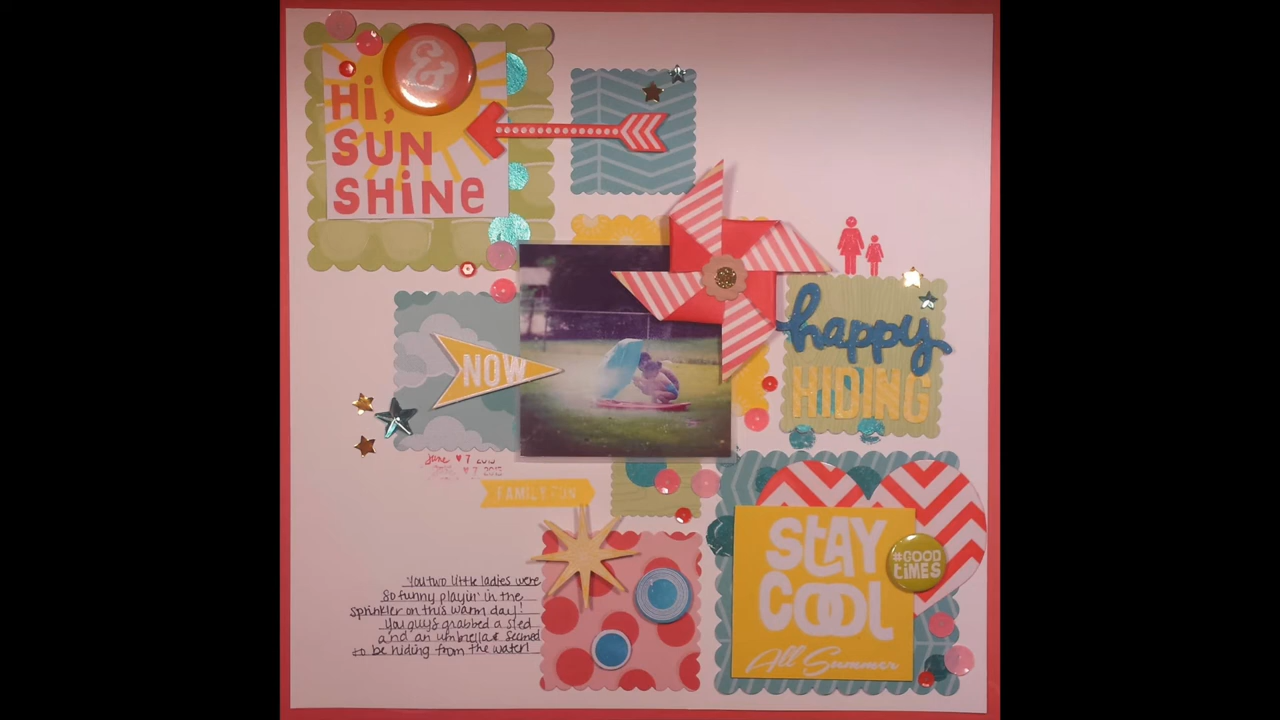 &
Hi,
SUN
SHiNe
NOW
happy
HIDING
June ♥ 7 2013
♥ 7 2013
FAMILY FUN
StAY
COOL
All Summer
#GOOD
tiMES
You two little ladies were
so funny playin' in the
sprinkler on this warm day!
You guys grabbed a sled
and an umbrella & seemed
to be hiding from the water!